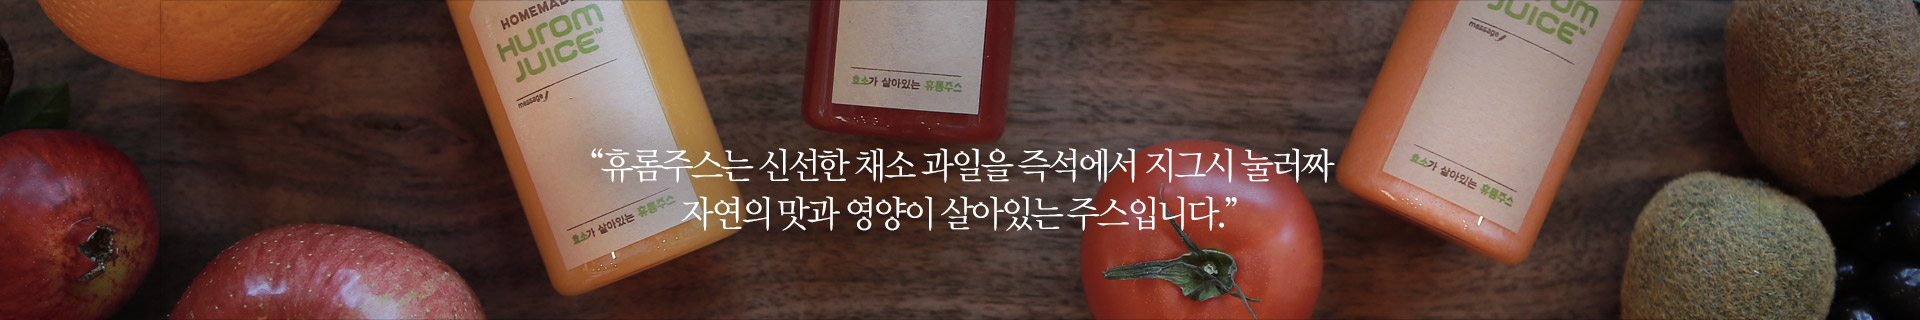 HOMEMADE
Hurom
JUICE™
message
효소가 살아있는 휴롬주스
효소가 살아있는 휴롬주스
JUICE™
message
효소가 살아있는 휴롬주스
“휴롬주스는 신선한 채소 과일을 즉석에서 지그시 눌러짜
자연의 맛과 영양이 살아있는 주스입니다.”